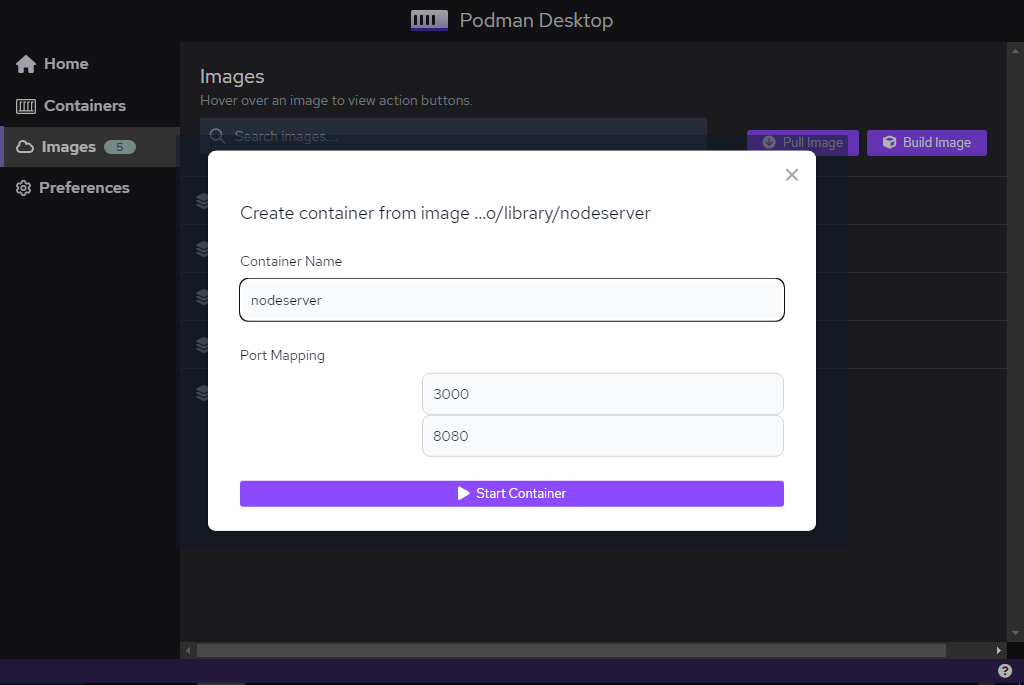 Podman Desktop
Home
Containers
Images 5
Preferences
Images
Hover over an image to view action buttons.
Search images....
Pull Image
Build Image
Create container from image ...o/library/nodeserver
Container Name
nodeserver
Port Mapping
3000
8080
Start Container
?